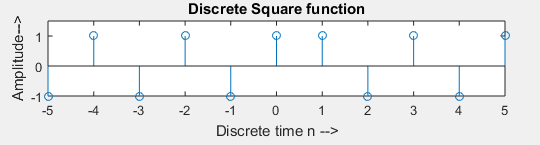 Discrete Square function
Amplitude-->
1
0
-1
-5 -4 -3 -2 -1 0 1 2 3 4 5
Discrete time n -->